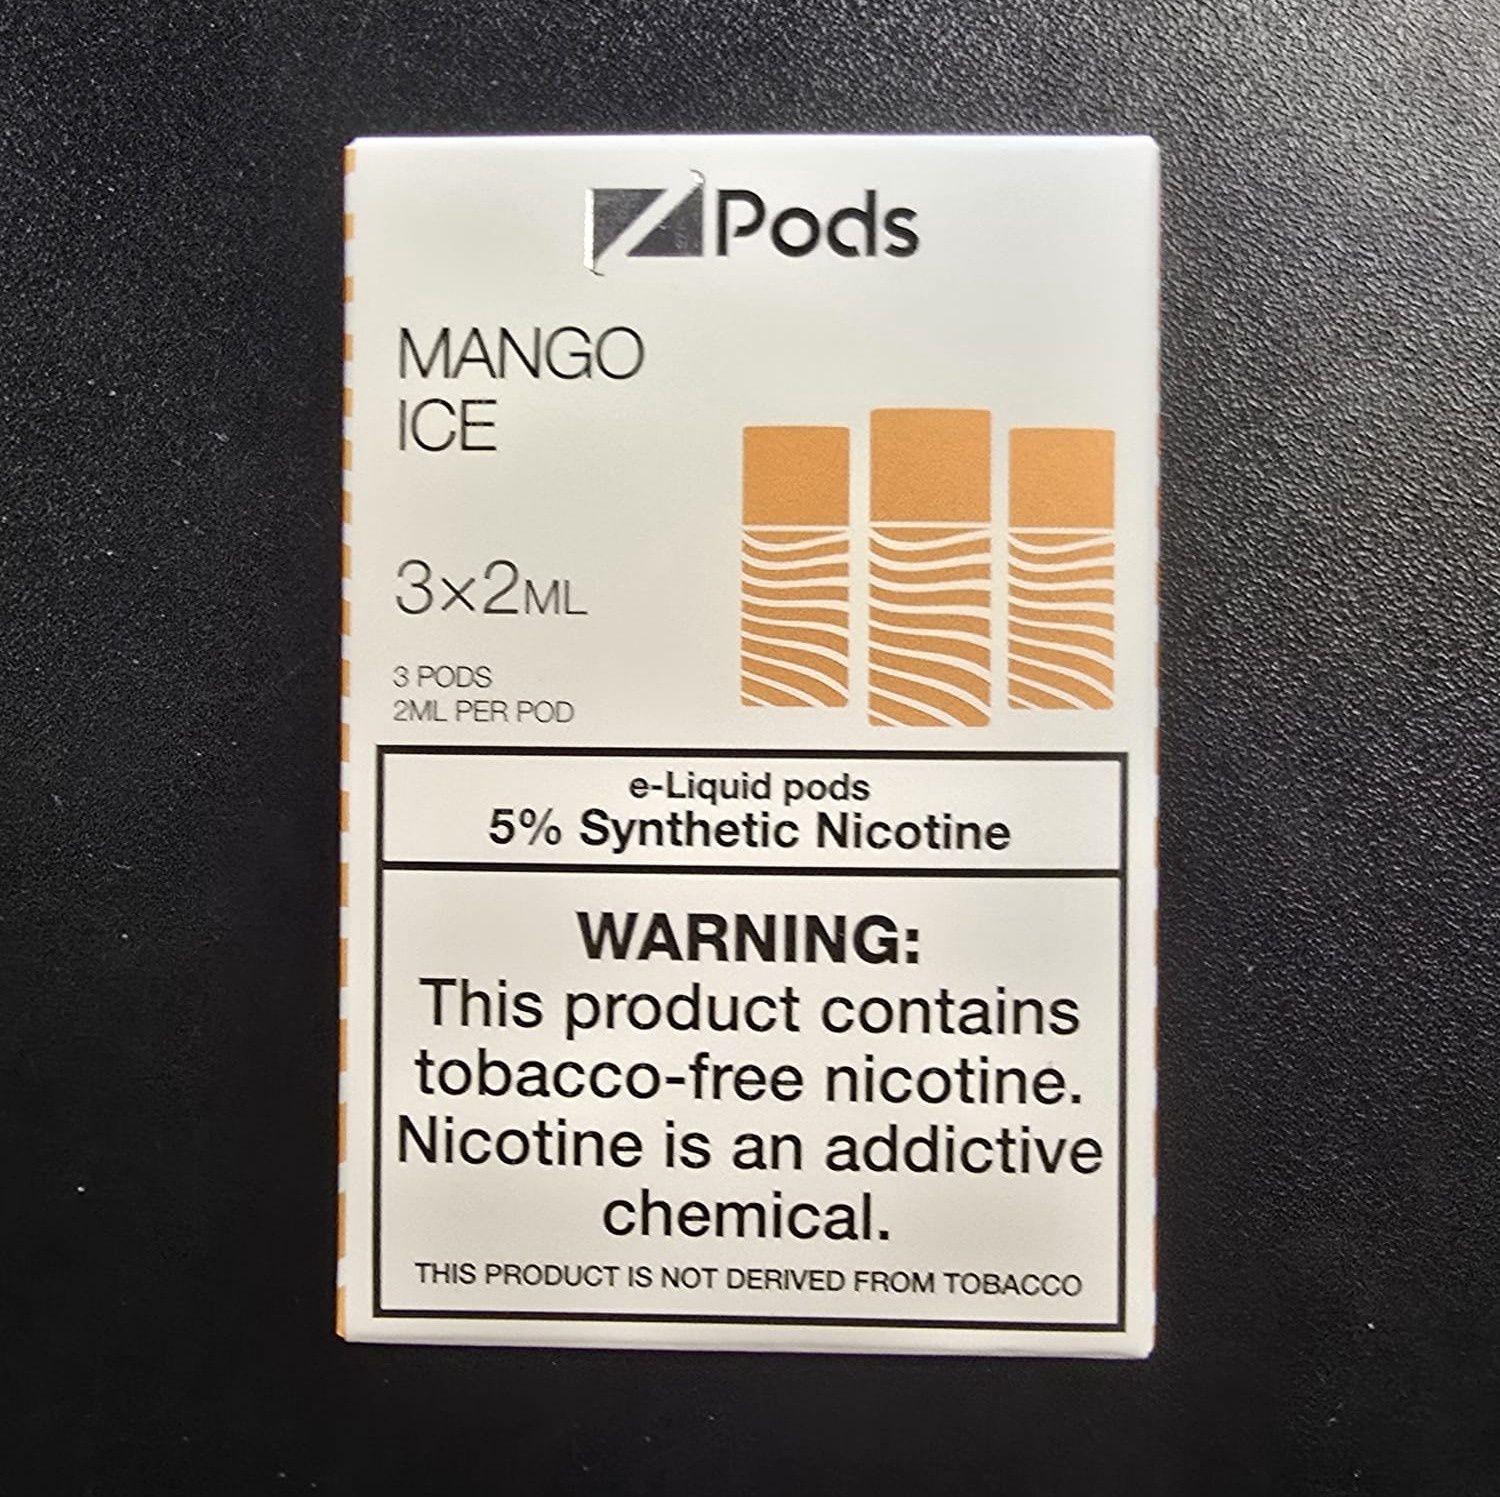 Z Pods
MANGO
ICE
3×2ML
3 PODS
2ML PER POD
e-Liquid pods
5% Synthetic Nicotine
WARNING:
This product contains
tobacco-free nicotine.
Nicotine is an addictive
chemical.
THIS PRODUCT IS NOT DERIVED FROM TOBACCO